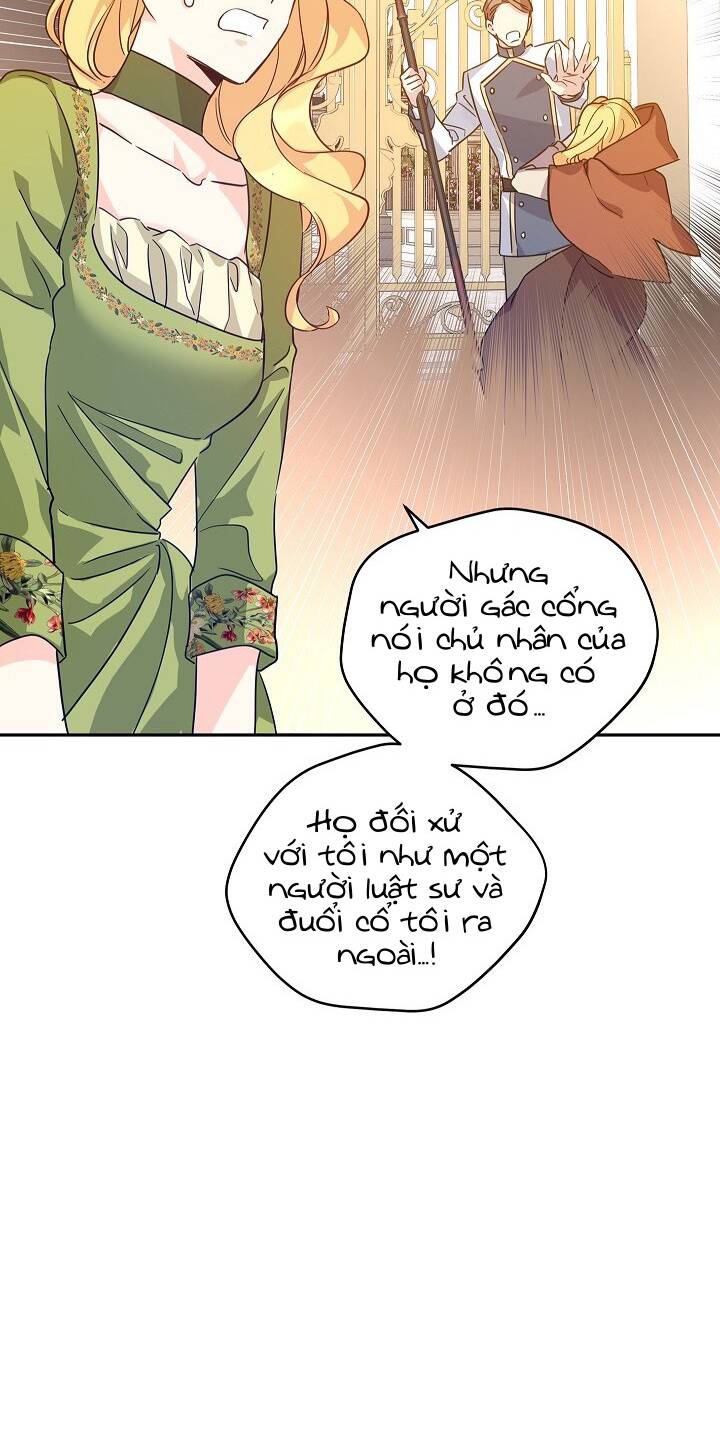 Nhưng
người gác cổng
nói chủ nhân của
họ không có
ở đó...
Họ đối xử
với tôi như một
người luật sư và
đuổi cổ tôi ra
ngoài...!